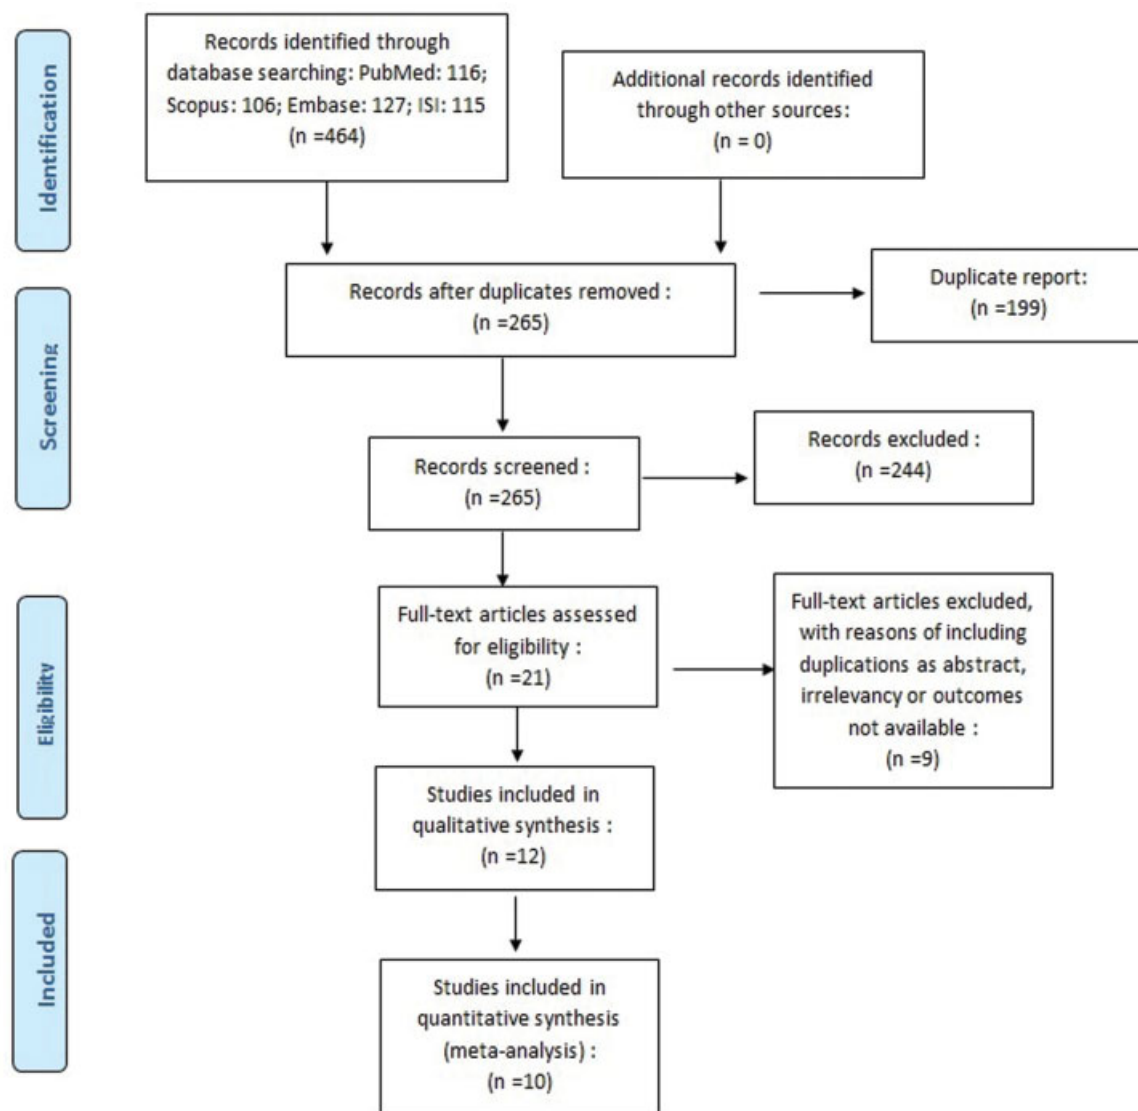 Identification
Records identified through
database searching: PubMed: 116;
Scopus: 106; Embase: 127; ISI: 115
(n =464)
Additional records identified
through other sources:
(n = 0)
Records after duplicates removed :
(n =265)
Duplicate report:
(n =199)
Screening
Records screened :
(n =265)
Records excluded :
(n =244)
Eligibility
Full-text articles assessed
for eligibility :
(n =21)
Full-text articles excluded,
with reasons of including
duplications as abstract,
irrelevancy or outcomes
not available :
(n =9)
Studies included in
qualitative synthesis :
(n =12)
Included
Studies included in
quantitative synthesis
(meta-analysis) :
(n =10)